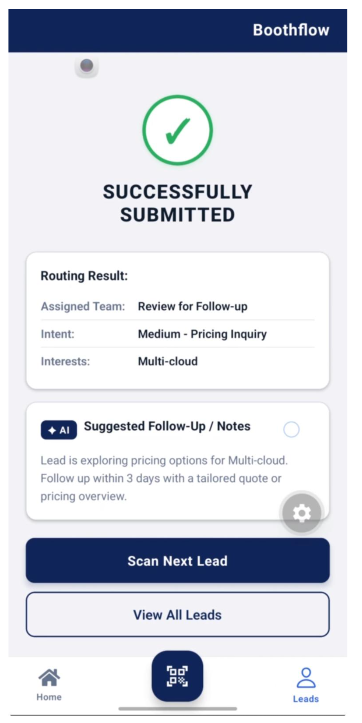 Boothflow
SUCCESSFULLY
SUBMITTED
Routing Result:
Assigned Team: Review for Follow-up
Intent: Medium - Pricing Inquiry
Interests: Multi-cloud
AI Suggested Follow-Up / Notes
Lead is exploring pricing options for Multi-cloud.
Follow up within 3 days with a tailored quote or
pricing overview.
Scan Next Lead
View All Leads
Home
Leads